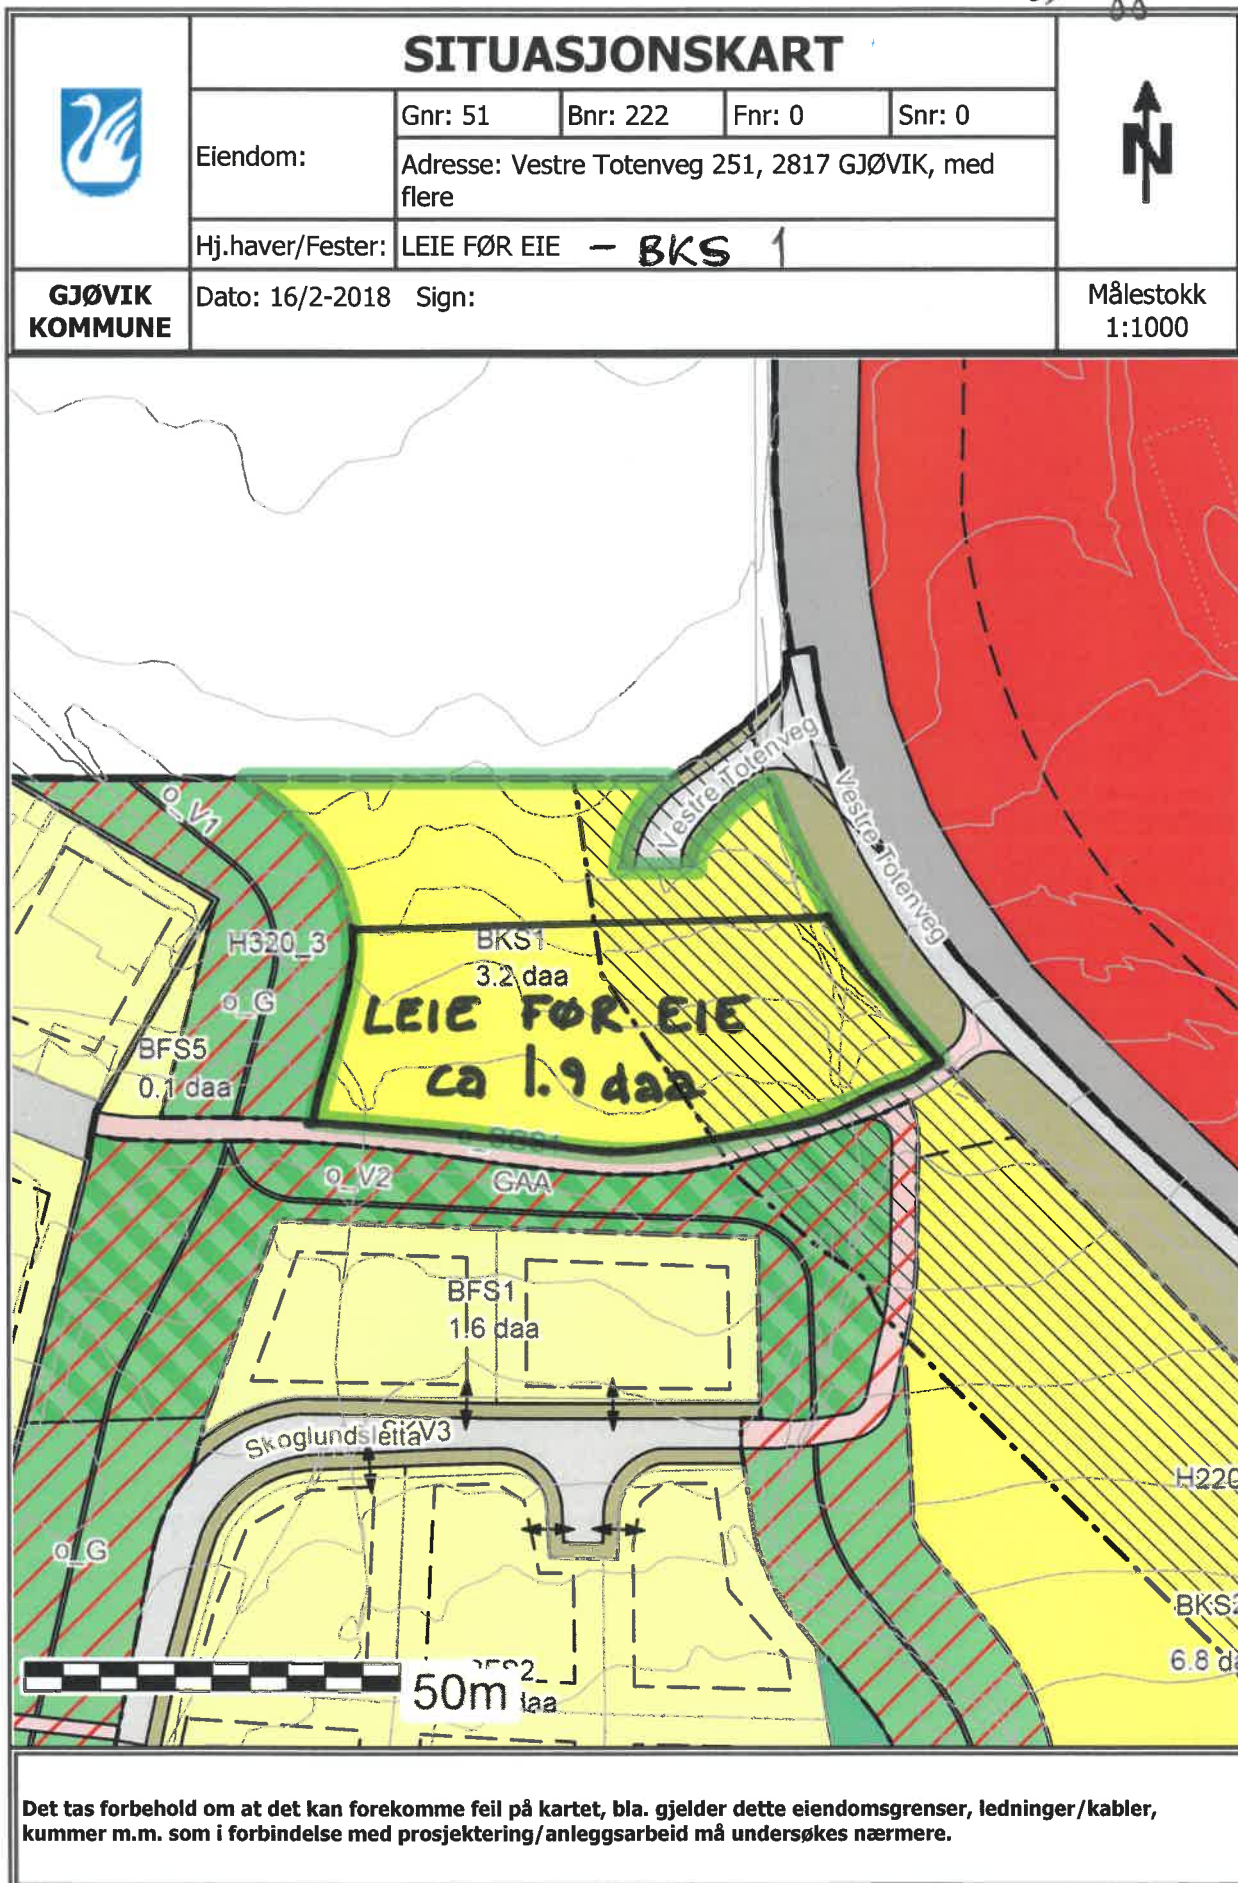 SITUASJONSKART
Eiendom:
Gnr: 51
Bnr: 222
Fnr: 0
Snr: 0
Adresse: Vestre Totenveg 251, 2817 GJØVIK, med
flere
Hj.haver/Fester:
LEIE FØR EIE – BKS 1
N
GJØVIK
KOMMUNE
Dato: 16/2-2018 Sign:
Målestokk
1:1000
Vestre Totenveg
Vestre Totenveg
o_V1
H320_3
BKS1
3.2 daa
o_G
LEIE FØR EIE
BFS5
0.1 daa
ca 1.9 daa
o_V2
GAA
BFS1
1.6 daa
Skoglundsletta
V3
H220
o_G
BKS2
6.8 da
50m
daa
Det tas forbehold om at det kan forekomme feil på kartet, bla. gjelder dette eiendomsgrenser, ledninger/kabler,
kummer m.m. som i forbindelse med prosjektering/anleggsarbeid må undersøkes nærmere.